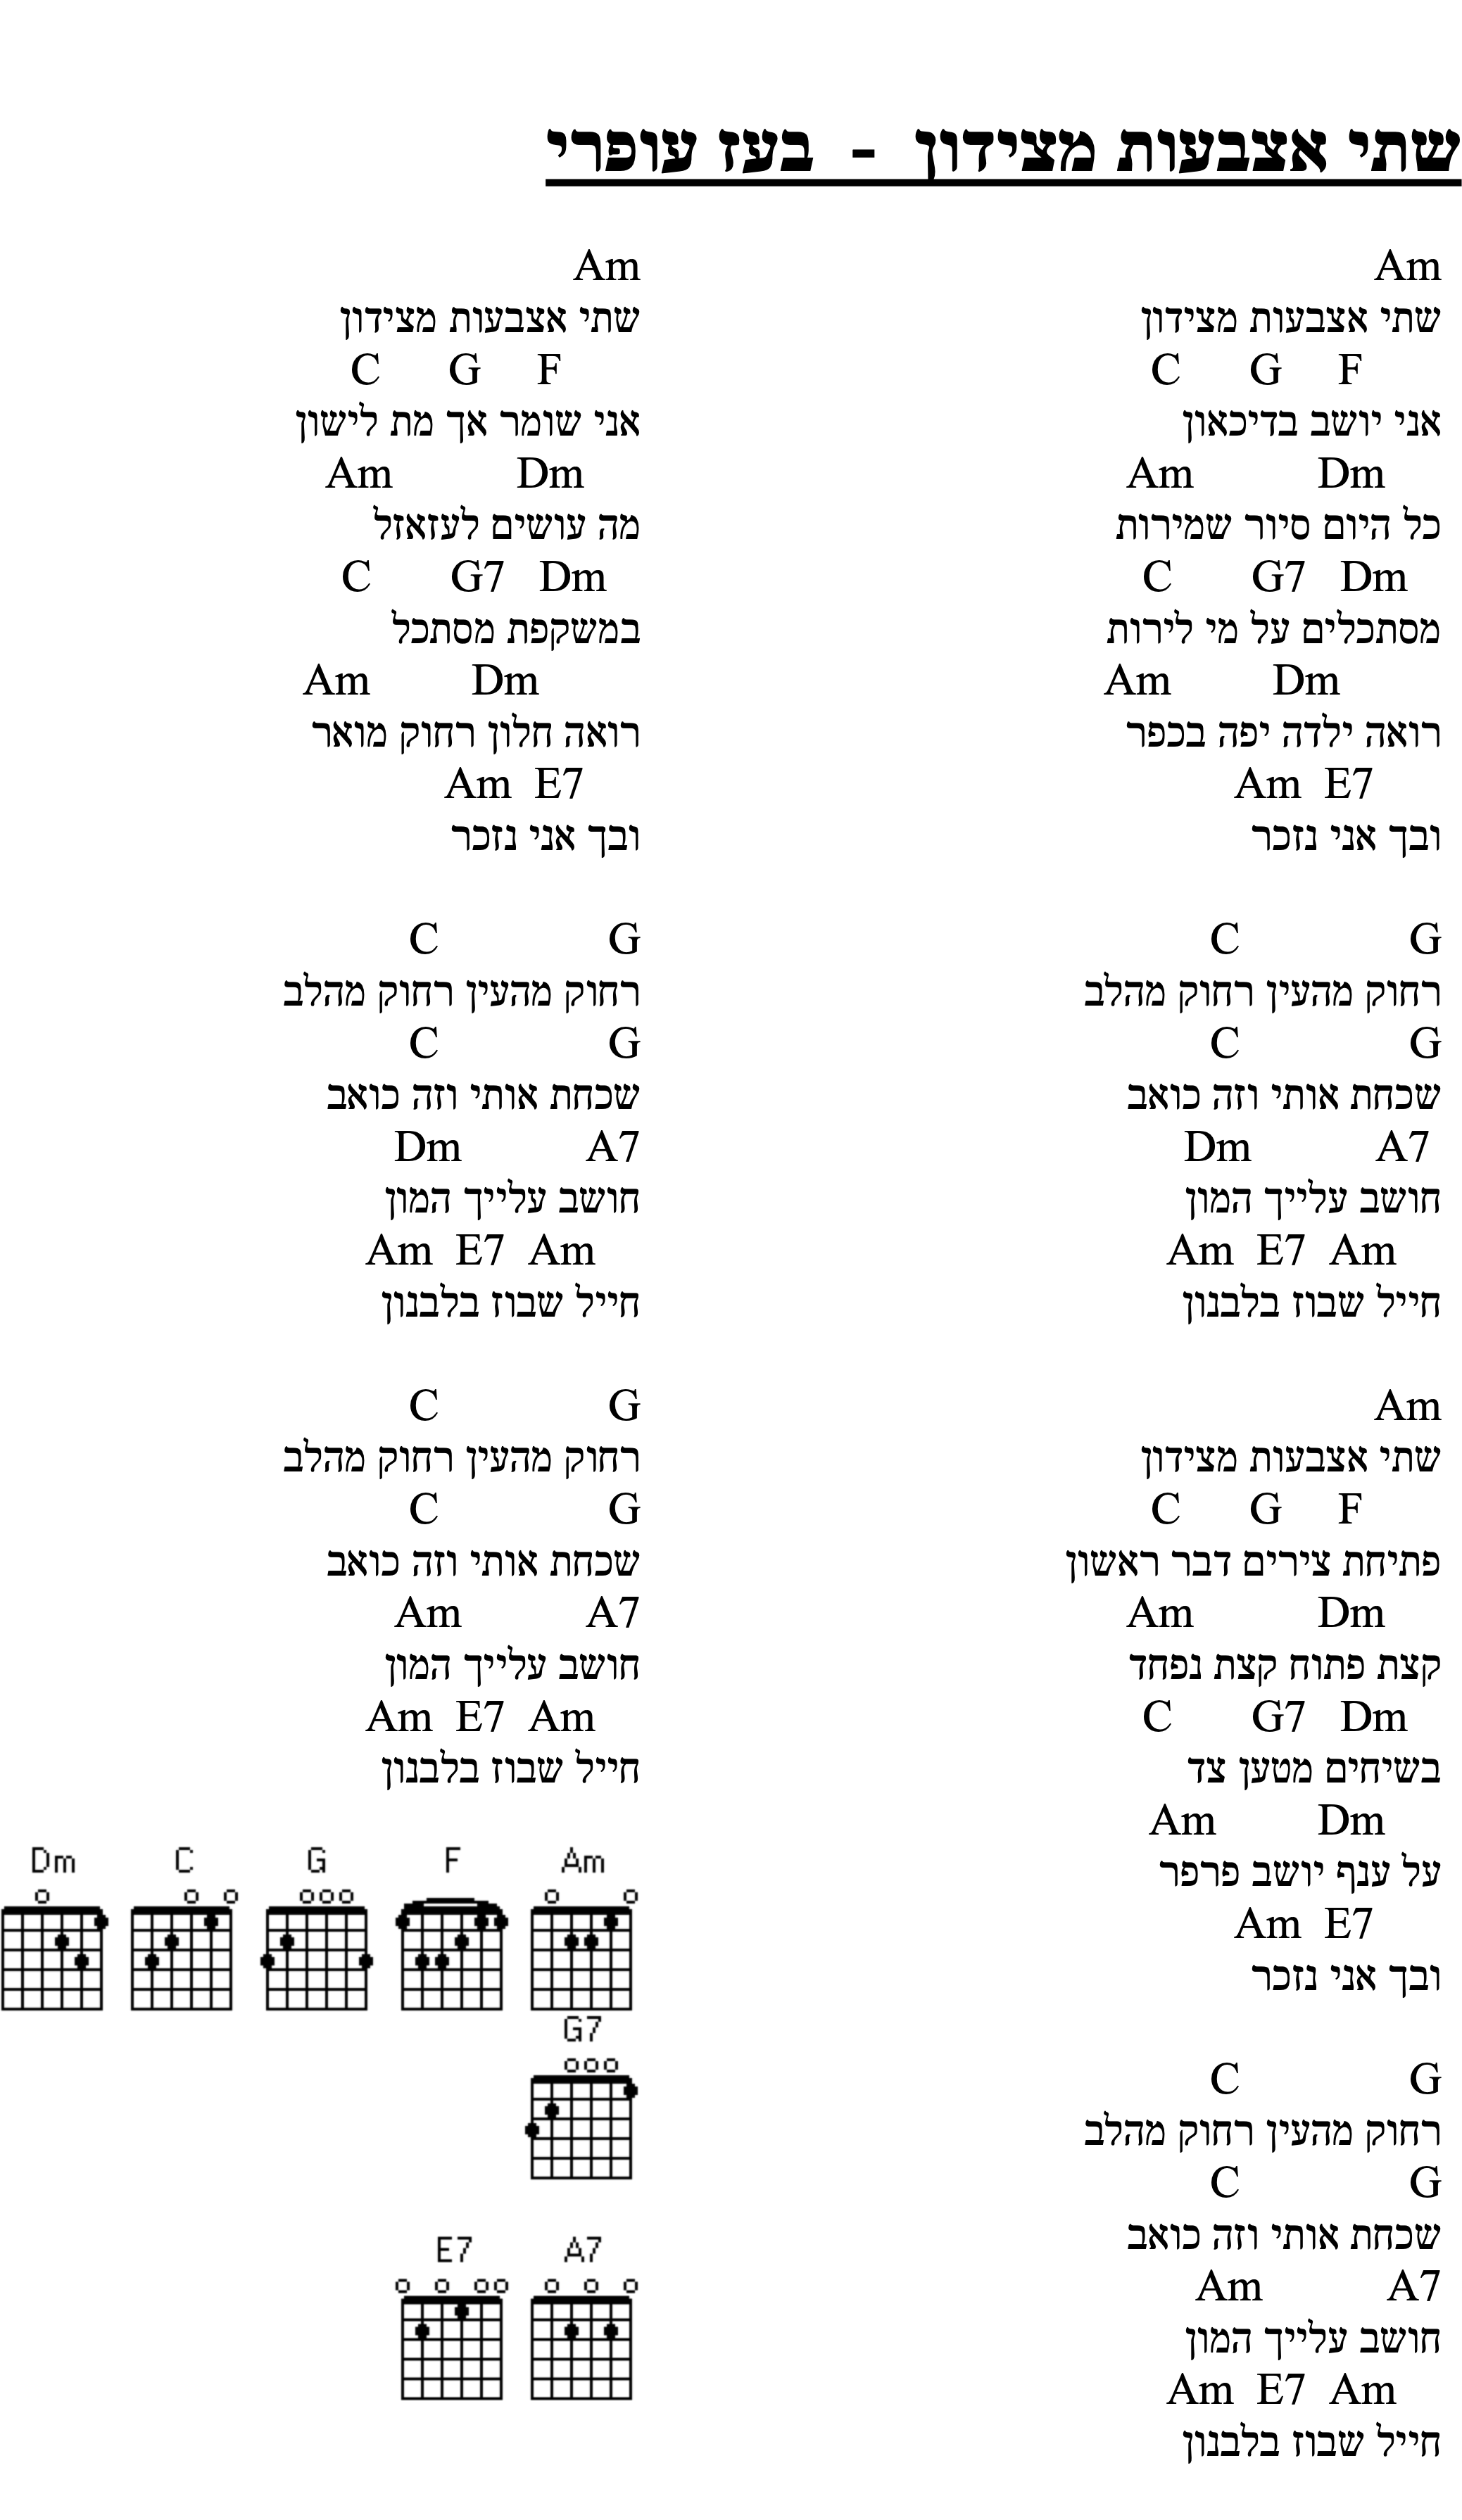 שתי אצבעות מצידון - בעז עופרי
Am
שתי אצבעות מצידון
C G F
אני יושב בדיכאון
Am Dm
כל היום סיור שמירות
C G7 Dm
מסתכלים על מי לירות
Am Dm
רואה ילדה יפה בכפר
Am E7
ובך אני נזכר
C G
רחוק מהעין רחוק מהלב
C G
שכחת אותי וזה כואב
Dm A7
חושב עלייך המון
Am E7 Am
חייל שבוז בלבנון
Am
שתי אצבעות מצידון
C G F
פתיחת צירים דבר ראשון
Am Dm
קצת פתוח קצת נפחד
C G7 Dm
בשיחים מטען צד
Am Dm
על ענף יושב פרפר
Am E7
ובך אני נזכר
C G
רחוק מהעין רחוק מהלב
C G
שכחת אותי וזה כואב
Am A7
חושב עלייך המון
Am E7 Am
חייל שבוז בלבנון
Am
שתי אצבעות מצידון
C G F
אני שומר אך מת לישון
Am Dm
מה עושים לעזאזל
C G7 Dm
במשקפת מסתכל
Am Dm
רואה חלון רחוק מואר
Am E7
ובך אני נזכר
C G
רחוק מהעין רחוק מהלב
C G
שכחת אותי וזה כואב
Dm A7
חושב עלייך המון
Am E7 Am
חייל שבוז בלבנון
C G
רחוק מהעין רחוק מהלב
C G
שכחת אותי וזה כואב
Am A7
חושב עלייך המון
Am E7 Am
חייל שבוז בלבנון
Dm C G F Am
G7
E7 A7